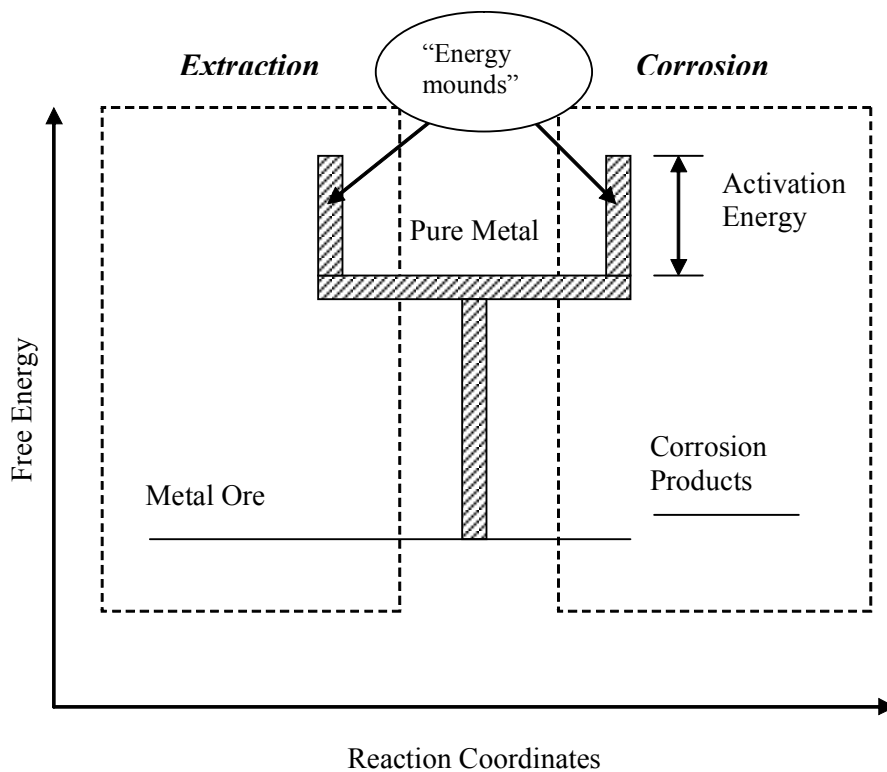 Extraction
“Energy
mounds”
Corrosion
Activation
Energy
Pure Metal
Free Energy
Corrosion
Products
Metal Ore
Reaction Coordinates